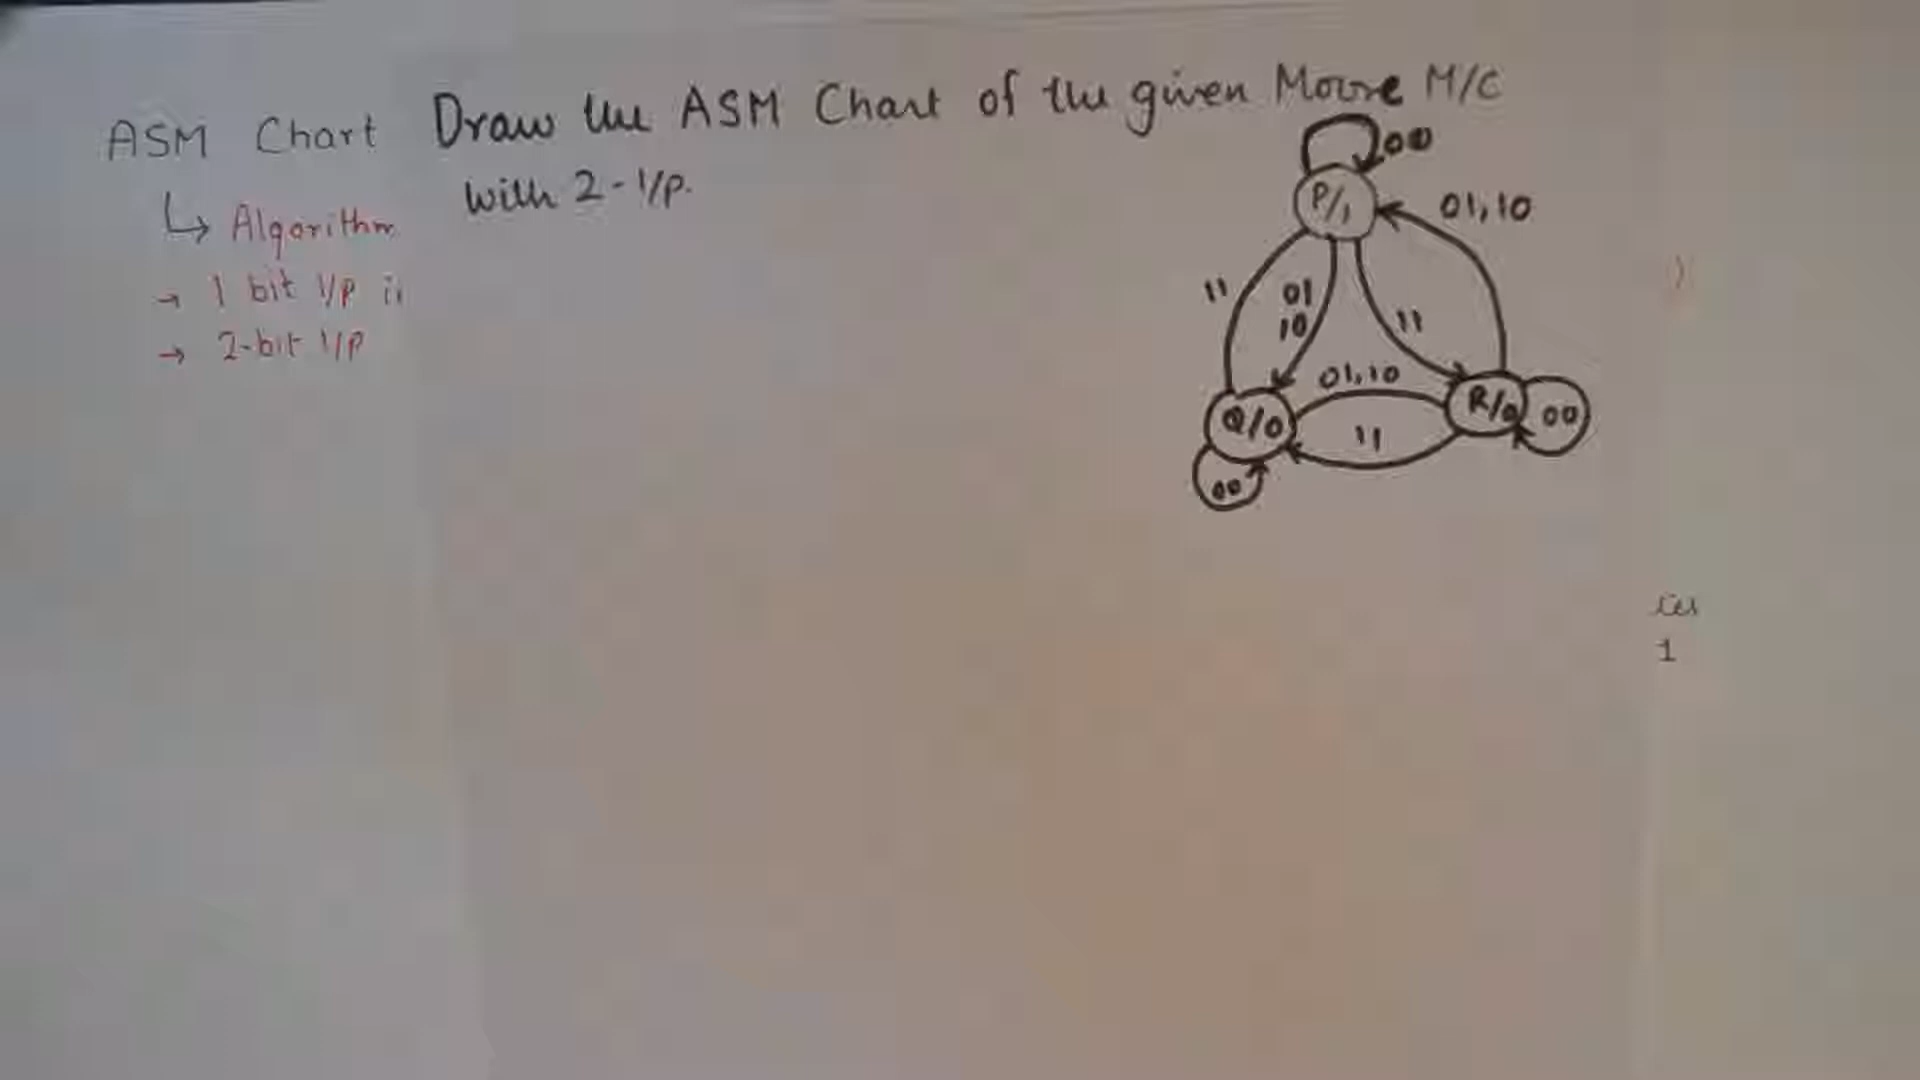 ASM Chart Draw the ASM Chart of the given Moore M/C
with 2-I/P.
↳ Algorithm
→ 1 bit I/P
→ 2-bit I/P
00
P/1
01,10
11
01
10
11
01,10
Q/0
R/0
00
11
00
1